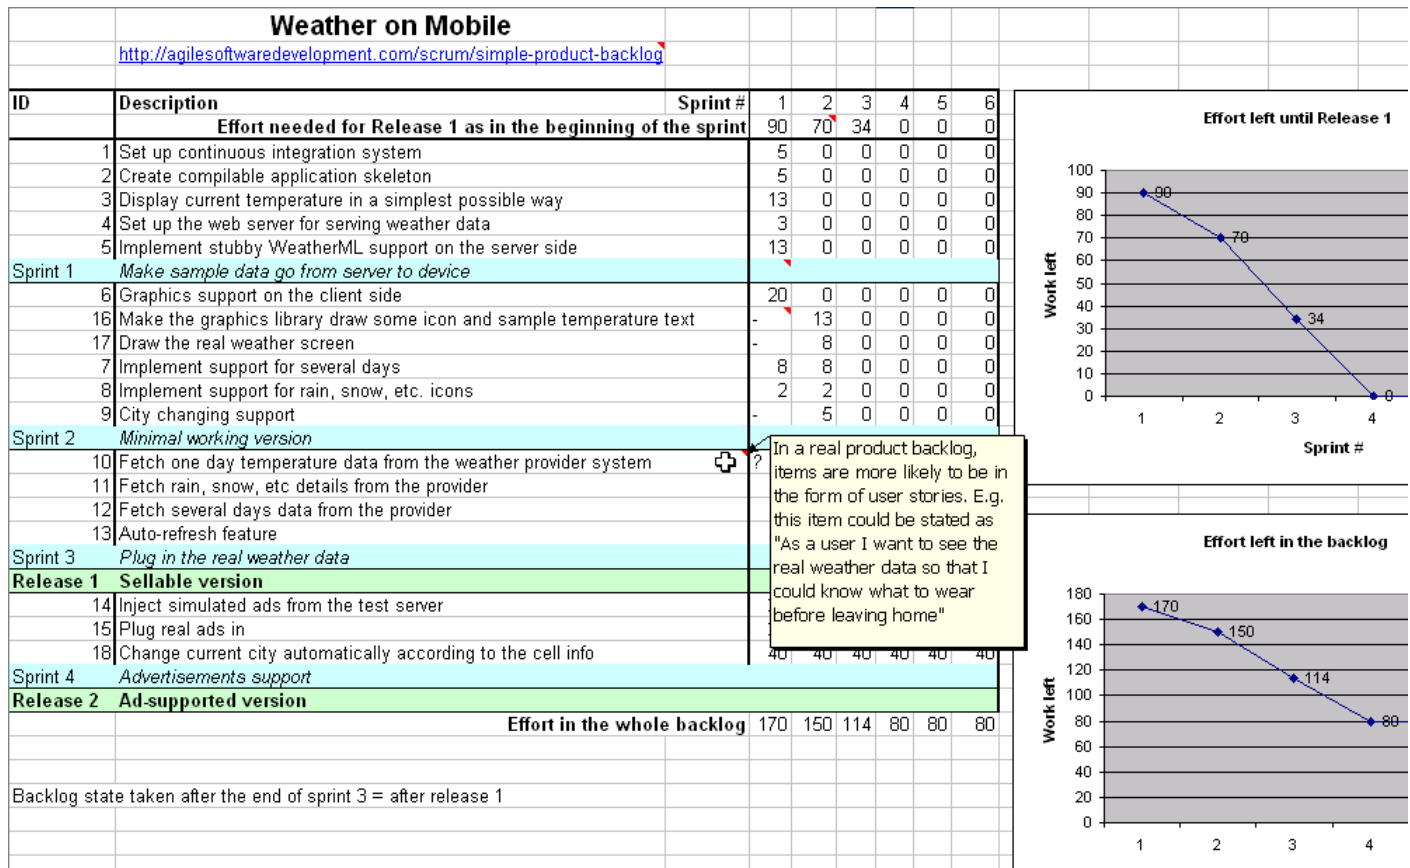 Weather on Mobile
http://agilesoftwaredevelopment.com/scrum/simple-product-backlog
ID Description Sprint # 1 2 3 4 5 6
Effort needed for Release 1 as in the beginning of the sprint 90 70 34 0 0 0
1 Set up continuous integration system 5 0 0 0 0 0
2 Create compilable application skeleton 5 0 0 0 0 0
3 Display current temperature in a simplest possible way 13 0 0 0 0 0
4 Set up the web server for serving weather data 3 0 0 0 0 0
5 Implement stubby WeatherML support on the server side 13 0 0 0 0 0
Sprint 1 Make sample data go from server to device
6 Graphics support on the client side 20 0 0 0 0 0
16 Make the graphics library draw some icon and sample temperature text - 13 0 0 0 0
17 Draw the real weather screen - 8 0 0 0 0
7 Implement support for several days 8 8 0 0 0 0
8 Implement support for rain, snow, etc. icons 2 2 0 0 0 0
9 City changing support - 5 0 0 0 0
Sprint 2 Minimal working version
10 Fetch one day temperature data from the weather provider system ?
11 Fetch rain, snow, etc details from the provider
12 Fetch several days data from the provider
13 Auto-refresh feature
Sprint 3 Plug in the real weather data
Release 1 Sellable version
14 Inject simulated ads from the test server
15 Plug real ads in
18 Change current city automatically according to the cell info 40 40 40 40 40 40
Sprint 4 Advertisements support
Release 2 Ad-supported version
Effort in the whole backlog 170 150 114 80 80 80
Backlog state taken after the end of sprint 3 = after release 1
In a real product backlog,
items are more likely to be in
the form of user stories. E.g.
this item could be stated as
"As a user I want to see the
real weather data so that I
could know what to wear
before leaving home"
Effort left until Release 1
Work left
100
90
80
70
60
50
40
30
20
10
0
90
70
34
0
1 2 3 4
Sprint #
Effort left in the backlog
Work left
180
160
140
120
100
80
60
40
20
0
170
150
114
80
1 2 3 4